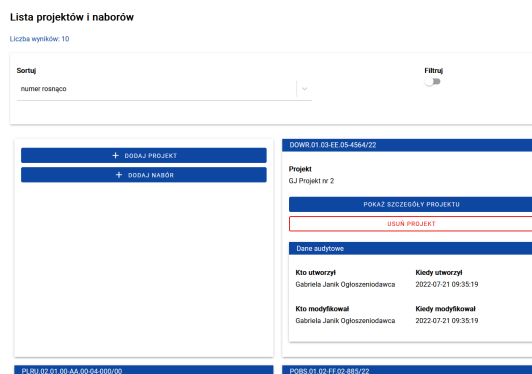 Lista projektów i naborów
Liczba wyników: 10
Sortuj
Filtruj
numer rosnąco
+ DODAJ PROJEKT
+ DODAJ NABÓR
DOWR.01.03-EE.05-4564/22
Projekt
GJ Projekt nr 2
POKAŻ SZCZEGÓŁY PROJEKTU
USUŃ PROJEKT
Dane audytowe
Kto utworzył
Kiedy utworzył
Gabriela Janik Ogłoszeniodawca
2022-07-21 09:35:19
Kto modyfikował
Kiedy modyfikował
Gabriela Janik Ogłoszeniodawca
2022-07-21 09:35:19
PLRU.02.01.00-AA.00-04-000/00
POBS.01.02-FF.02-885/22